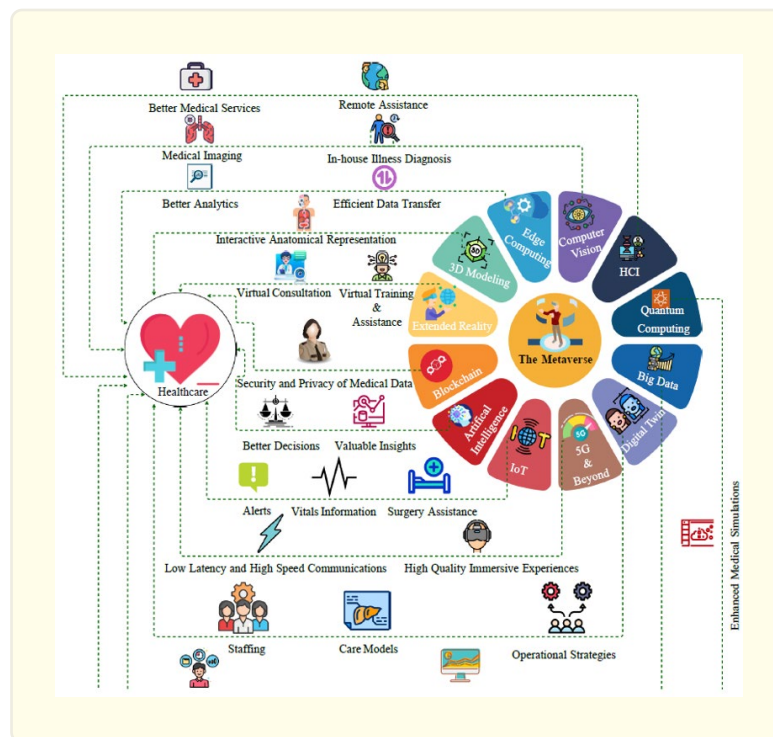 Better Medical Services
Remote Assistance
Medical Imaging
In-house Illness Diagnosis
Better Analytics
Efficient Data Transfer
Interactive Anatomical Representation
Virtual Consultation
Virtual Training
&
Assistance
Edge
Computing
Computer
Vision
3D Modeling
HCI
Extended Reality
Quantum
Computing
The Metaverse
Blockchain
Big Data
Artifical
Intelligence
Digital Twin
IoT
IOT
5G
5G
&
Beyond
Healthcare
Security and Privacy of Medical Data
Better Decisions
Valuable Insights
Alerts
Vitals Information
Surgery Assistance
Low Latency and High Speed Communications
High Quality Immersive Experiences
Staffing
Care Models
Operational Strategies
Enhanced Medical Simulations